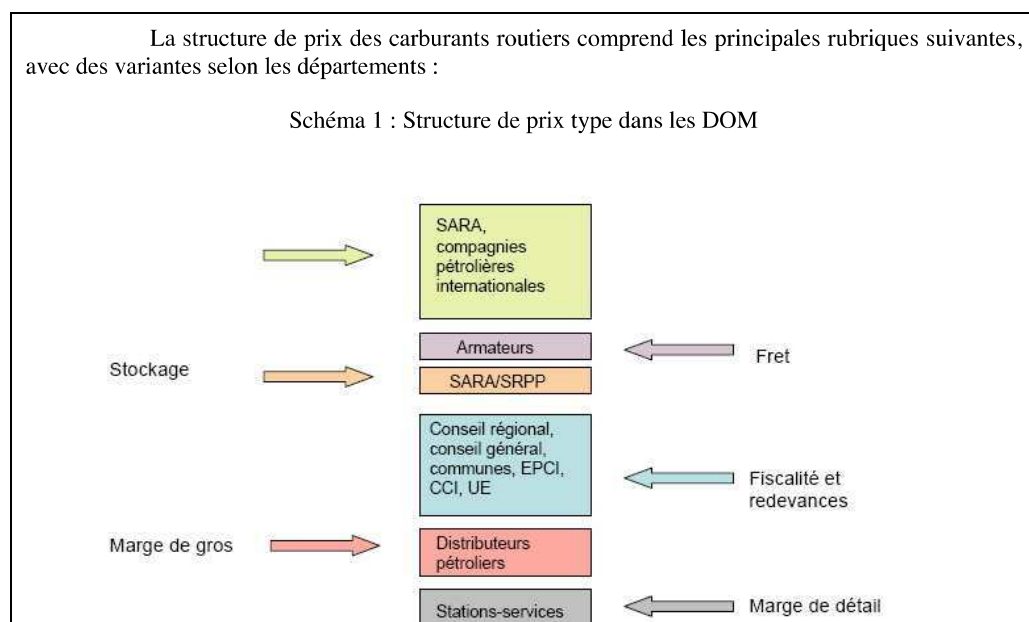 La structure de prix des carburants routiers comprend les principales rubriques suivantes,
avec des variantes selon les départements :
Schéma 1 : Structure de prix type dans les DOM
SARA,
compagnies
pétrolières
internationales
Armateurs
Fret
Stockage
SARA/SRPP
Conseil régional,
conseil général,
communes, EPCI,
CCI, UE
Fiscalité et
redevances
Marge de gros
Distributeurs
pétroliers
Stations-services
Marge de détail